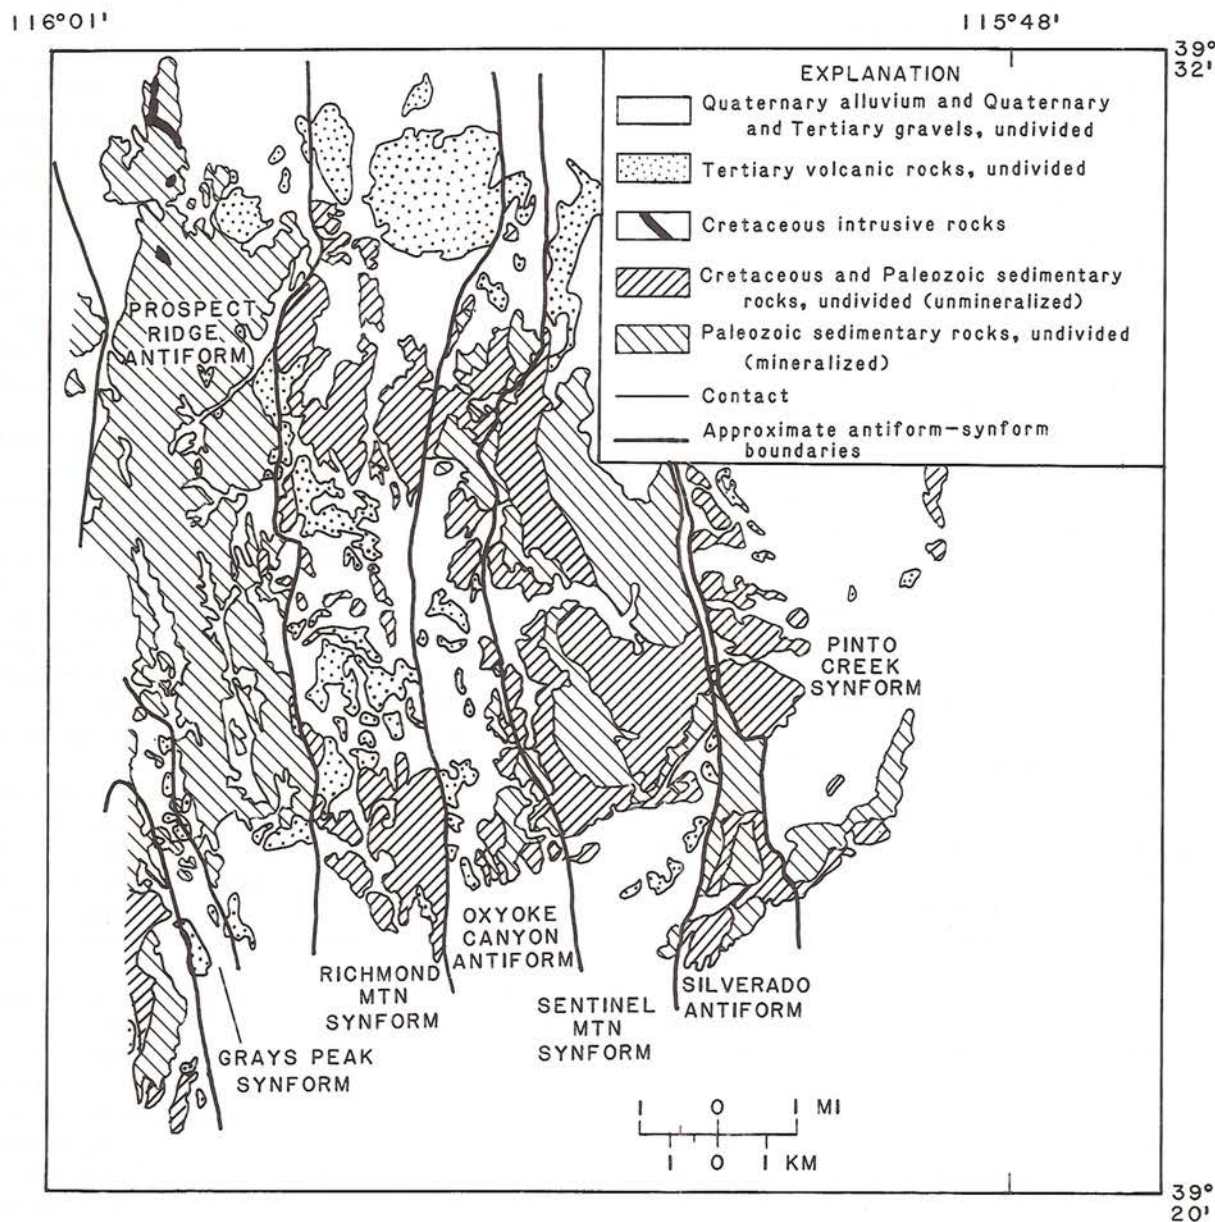 116°01'
115°48'
39°
32'
EXPLANATION
Quaternary alluvium and Quaternary
and Tertiary gravels, undivided
Tertiary volcanic rocks, undivided
Cretaceous intrusive rocks
Cretaceous and Paleozoic sedimentary
rocks, undivided (unmineralized)
Paleozoic sedimentary rocks, undivided
(mineralized)
Contact
Approximate antiform-synform
boundaries
PROSPECT
RIDGE
ANTIFORM
PINTO
CREEK
SYNFORM
OXYOKE
CANYON
ANTIFORM
RICHMOND
MTN
SYNFORM
SILVERADO
ANTIFORM
SENTINEL
MTN
SYNFORM
GRAYS PEAK
SYNFORM
1 0 1 MI
1 0 1 KM
39°
20'